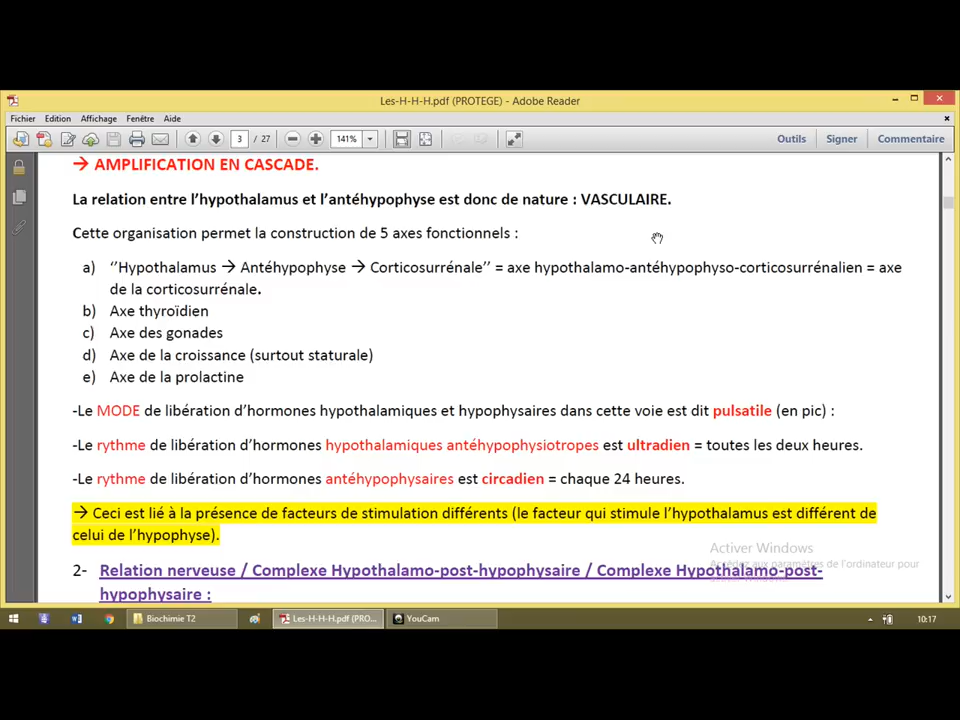 Les-H-H-H.pdf (PROTEGE) - Adobe Reader
Fichier Edition Affichage Fenêtre Aide
3 / 27 141% Outils Signer Commentaire
→ AMPLIFICATION EN CASCADE.
La relation entre l’hypothalamus et l’antéhypophyse est donc de nature : VASCULAIRE.
Cette organisation permet la construction de 5 axes fonctionnels :
a) ‘’Hypothalamus → Antéhypophyse → Corticosurrénale’’ = axe hypothalamo-antéhypophyso-corticosurrénalien = axe
de la corticosurrénale.
b) Axe thyroïdien
c) Axe des gonades
d) Axe de la croissance (surtout staturale)
e) Axe de la prolactine
-Le MODE de libération d’hormones hypothalamiques et hypophysaires dans cette voie est dit pulsatile (en pic) :
-Le rythme de libération d’hormones hypothalamiques antéhypophysiotropes est ultradien = toutes les deux heures.
-Le rythme de libération d’hormones antéhypophysaires est circadien = chaque 24 heures.
→ Ceci est lié à la présence de facteurs de stimulation différents (le facteur qui stimule l’hypothalamus est différent de
celui de l’hypophyse).
Activer Windows
Accédez aux paramètres de l'ordinateur pour
2- Relation nerveuse / Complexe Hypothalamo-post-hypophysaire / Complexe Hypothalamo-post-
hypophysaire :
Biochimie T2 Les-H-H-H.pdf (PRO... YouCam 10:17